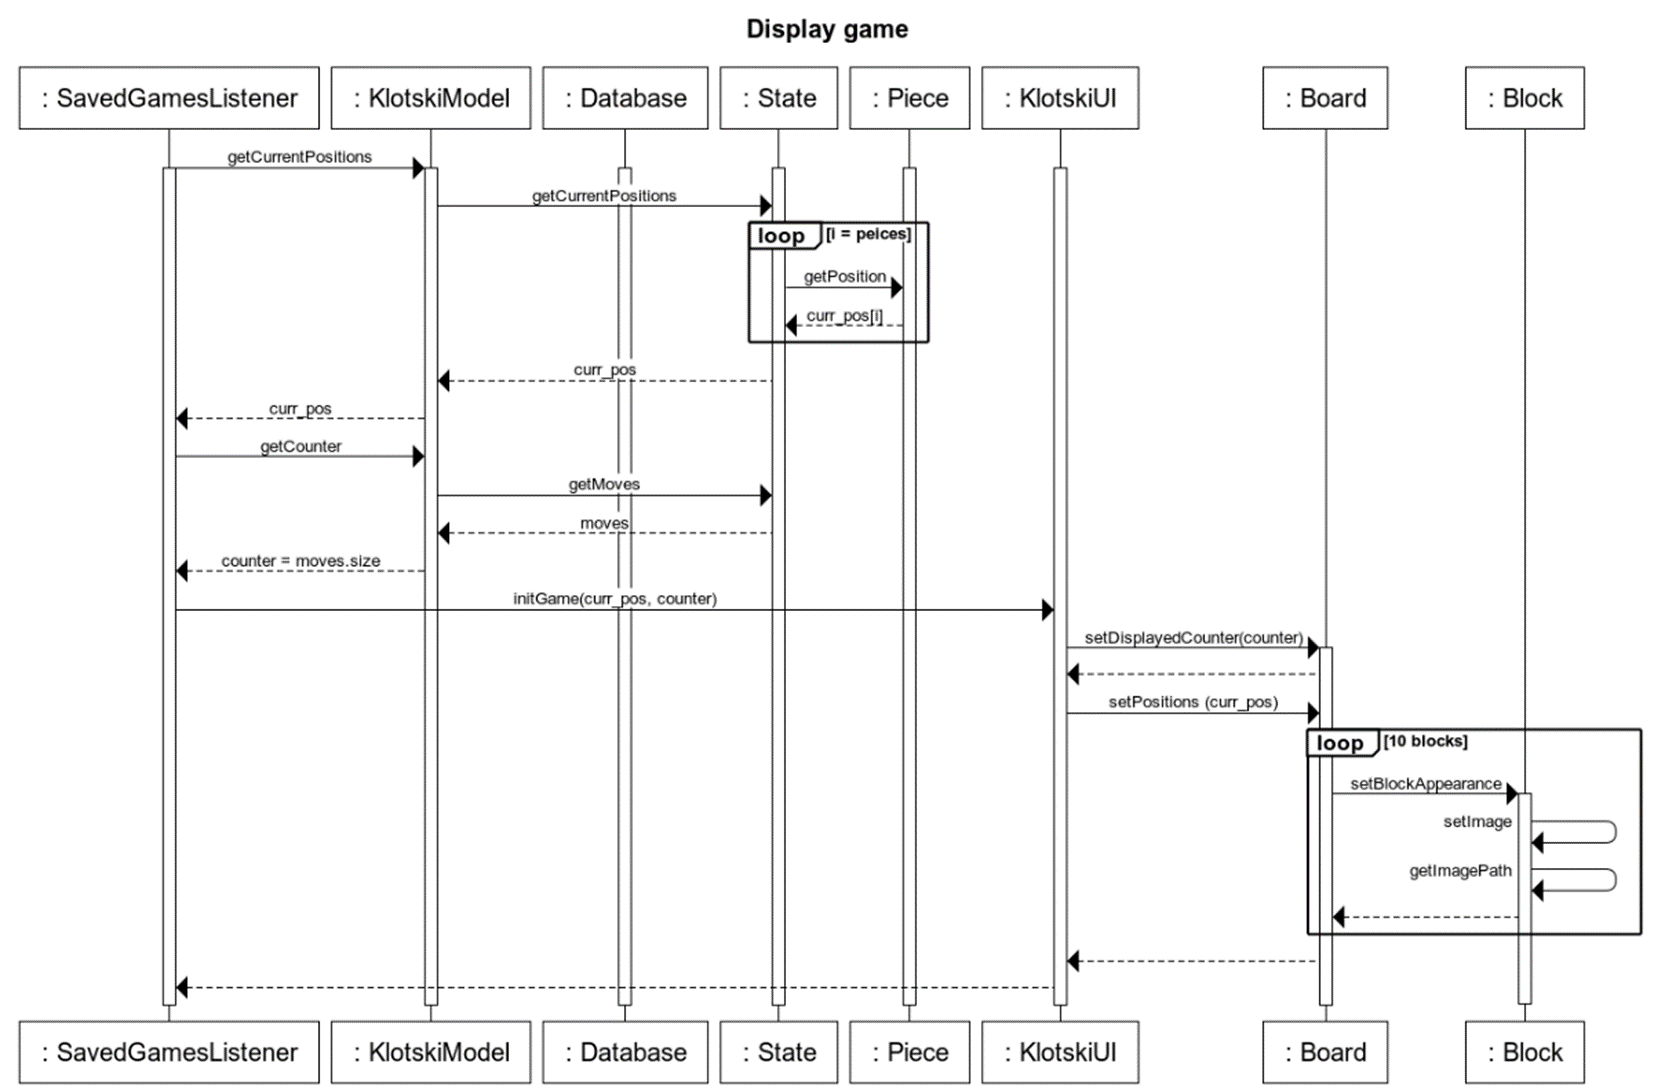 Display game
: SavedGamesListener
: KlotskiModel
: Database
: State
: Piece
: KlotskiUI
: Board
: Block
getCurrentPositions
getCurrentPositions
loop [i = peices]
getPosition
curr_pos[i]
curr_pos
curr_pos
getCounter
getMoves
moves
counter = moves.size
initGame(curr_pos, counter)
setDisplayedCounter(counter)
setPositions (curr_pos)
loop [10 blocks]
setBlockAppearance
setImage
getImagePath
: SavedGamesListener
: KlotskiModel
: Database
: State
: Piece
: KlotskiUI
: Board
: Block